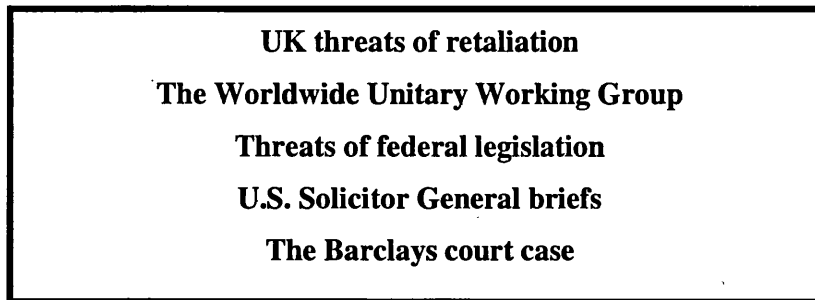 UK threats of retaliation
The Worldwide Unitary Working Group
Threats of federal legislation
U.S. Solicitor General briefs
The Barclays court case